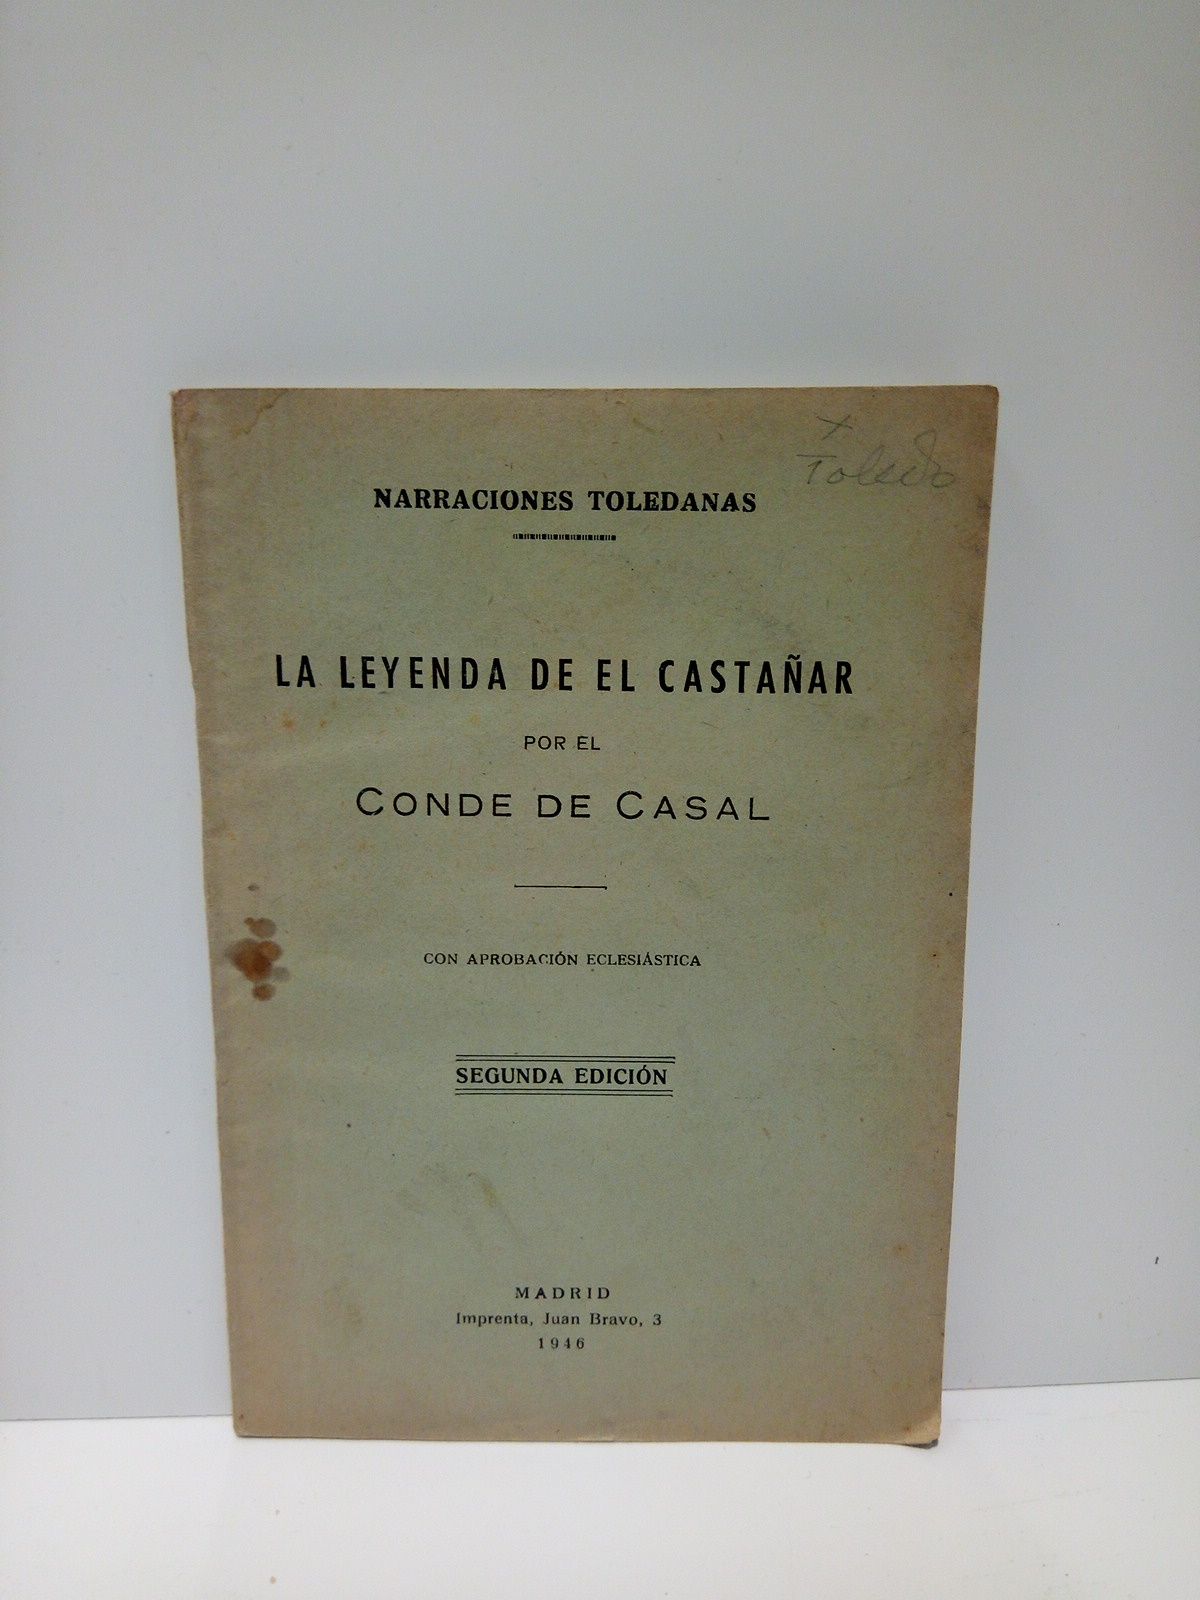 x
Toledo
NARRACIONES TOLEDANAS
LA LEYENDA DE EL CASTAÑAR
POR EL
CONDE DE CASAL
CON APROBACIÓN ECLESIÁSTICA
SEGUNDA EDICIÓN
MADRID
Imprenta, Juan Bravo, 3
1946